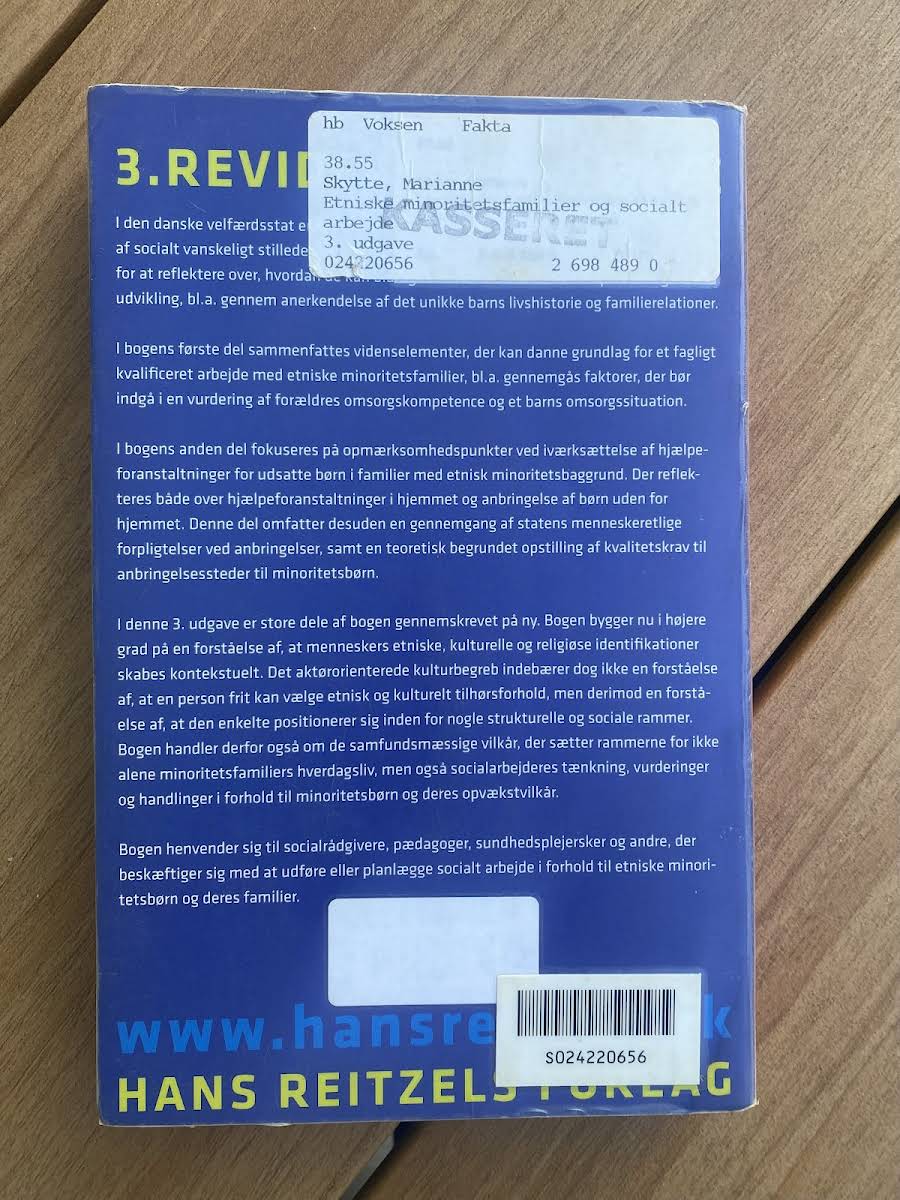 hb Voksen Fakta
38.55
Skytte, Marianne
Etniske minoritetsfamilier og socialt
arbejde
KASSERET
3. udgave
024220656 2 698 489 0
3.REVID
I den danske velfærdsstat
af socialt vanskeligt stillede
for at reflektere over, hvordan
udvikling, bl.a. gennem anerkendelse af det unikke barns livshistorie og familierelationer.
I bogens første del sammenfattes videnselementer, der kan danne grundlag for et fagligt
kvalificeret arbejde med etniske minoritetsfamilier, bl.a. gennemgås faktorer, der bør
indgå i en vurdering af forældres omsorgskompetence og et barns omsorgssituation.
I bogens anden del fokuseres på opmærksomhedspunkter ved iværksættelse af hjælpe-
foranstaltninger for udsatte børn i familier med etnisk minoritetsbaggrund. Der reflek-
teres både over hjælpeforanstaltninger i hjemmet og anbringelse af børn uden for
hjemmet. Denne del omfatter desuden en gennemgang af statens menneskeretlige
forpligtelser ved anbringelser, samt en teoretisk begrundet opstilling af kvalitetskrav til
anbringelsessteder til minoritetsbørn.
I denne 3. udgave er store dele af bogen gennemskrevet på ny. Bogen bygger nu i højere
grad på en forståelse af, at menneskers etniske, kulturelle og religiøse identifikationer
skabes kontekstuelt. Det aktørorienterede kulturbegreb indebærer dog ikke en forståelse
af, at en person frit kan vælge etnisk og kulturelt tilhørsforhold, men derimod en forstå-
else af, at den enkelte positionerer sig inden for nogle strukturelle og sociale rammer.
Bogen handler derfor også om de samfundsmæssige vilkår, der sætter rammerne for ikke
alene minoritetsfamiliers hverdagsliv, men også socialarbejderes tænkning, vurderinger
og handlinger i forhold til minoritetsbørn og deres opvækstvilkår.
Bogen henvender sig til socialrådgivere, pædagoger, sundhedsplejersker og andre, der
beskæftiger sig med at udføre eller planlægge socialt arbejde i forhold til etniske minori-
tetsbørn og deres familier.
www.hansre k
S024220656
HANS REITZELS FORLAG